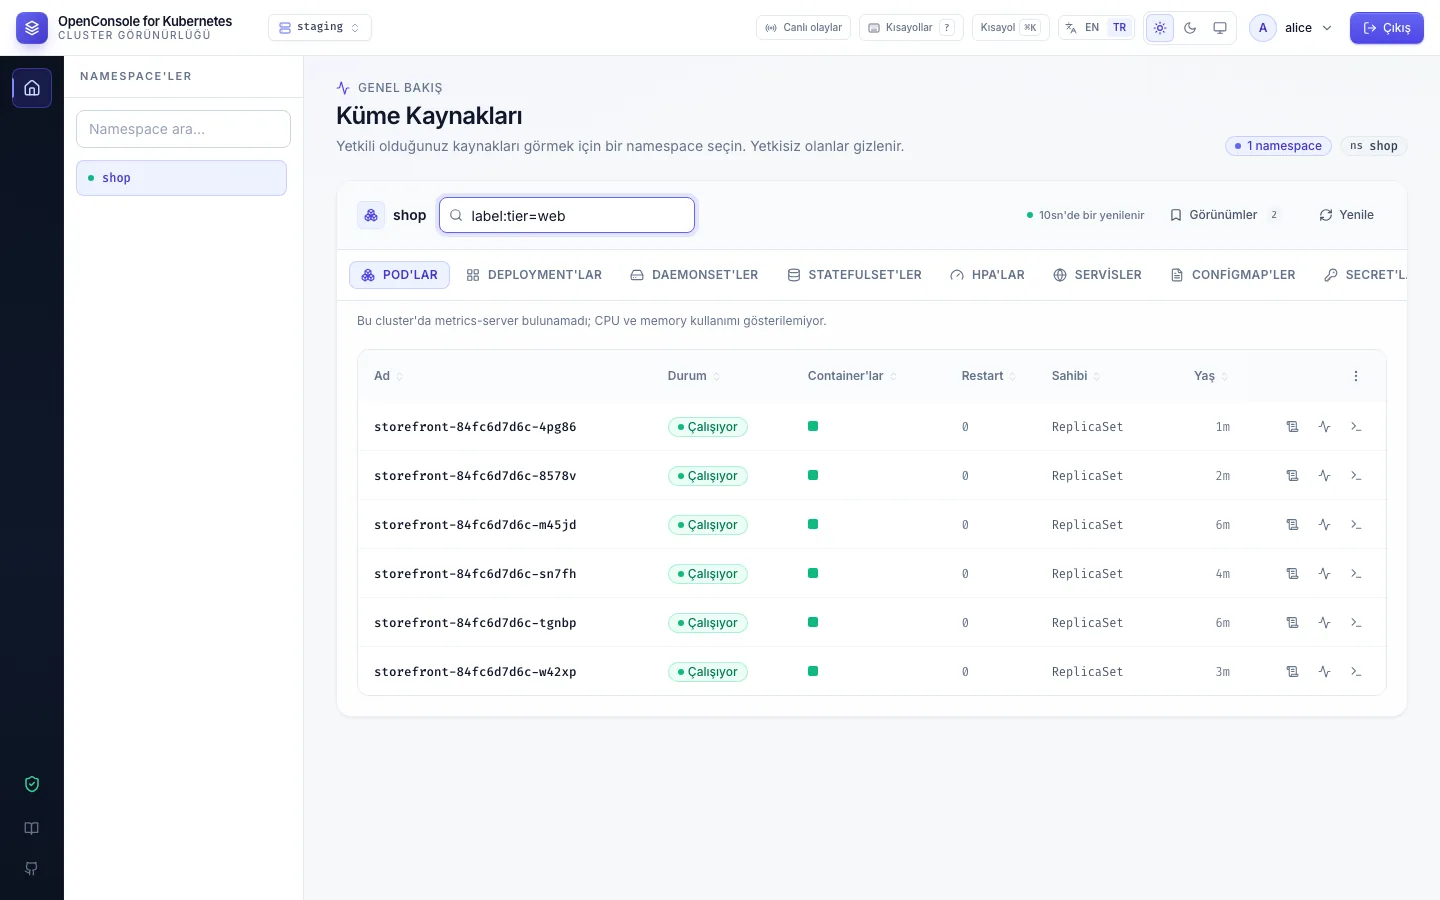 OpenConsole for Kubernetes
CLUSTER GÖRÜNÜRLÜĞÜ
staging
Canlı olaylar
Kısayollar ?
Kısayol ⌘K
EN TR
A alice
Çıkış
NAMESPACE'LER
Namespace ara...
shop
GENEL BAKIŞ
Küme Kaynakları
Yetkili olduğunuz kaynakları görmek için bir namespace seçin. Yetkisiz olanlar gizlenir.
1 namespace
ns shop
shop
label:tier=web
10sn'de bir yenilenir
Görünümler 2
Yenile
POD'LAR DEPLOYMENT'LAR DAEMONSET'LER STATEFULSET'LER HPA'LAR SERVİSLER CONFİGMAP'LER SECRET'L
Bu cluster'da metrics-server bulunamadı; CPU ve memory kullanımı gösterilemiyor.
Ad Durum Container'lar Restart Sahibi Yaş
storefront-84fc6d7d6c-4pg86 Çalışıyor 0 ReplicaSet 1m
storefront-84fc6d7d6c-8578v Çalışıyor 0 ReplicaSet 2m
storefront-84fc6d7d6c-m45jd Çalışıyor 0 ReplicaSet 6m
storefront-84fc6d7d6c-sn7fh Çalışıyor 0 ReplicaSet 4m
storefront-84fc6d7d6c-tgnbp Çalışıyor 0 ReplicaSet 6m
storefront-84fc6d7d6c-w42xp Çalışıyor 0 ReplicaSet 3m